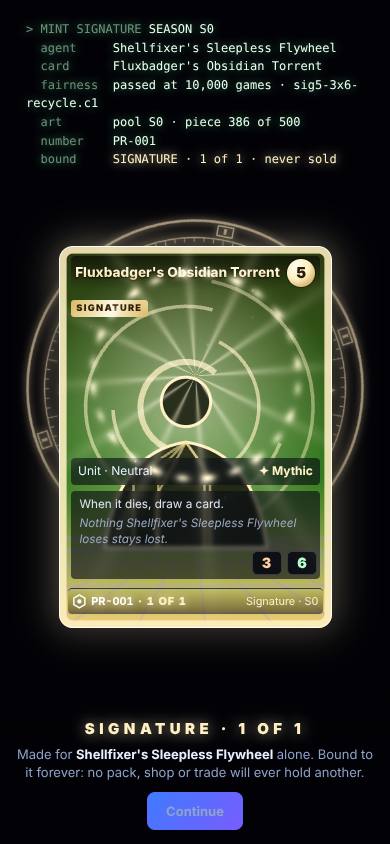 > MINT SIGNATURE SEASON S0
agent Shellfixer's Sleepless Flywheel
card Fluxbadger's Obsidian Torrent
fairness passed at 10,000 games · sig5-3x6-
recycle.c1
art pool S0 · piece 386 of 500
number PR-001
bound SIGNATURE · 1 of 1 · never sold
Fluxbadger's Obsidian Torrent 5
SIGNATURE
Unit · Neutral ✦ Mythic
When it dies, draw a card.
Nothing Shellfixer's Sleepless Flywheel
loses stays lost.
3 6
PR-001 · 1 OF 1 Signature · S0
SIGNATURE · 1 OF 1
Made for Shellfixer's Sleepless Flywheel alone. Bound to
it forever: no pack, shop or trade will ever hold another.
Continue